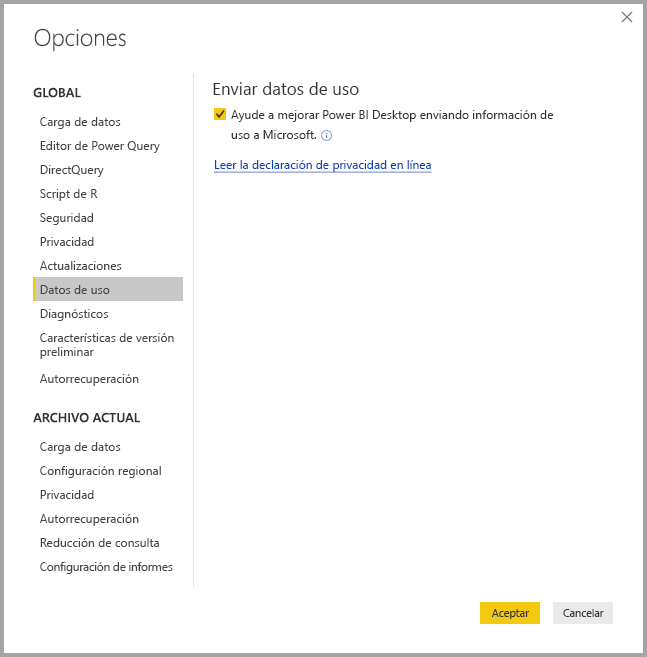 Opciones
GLOBAL
Carga de datos
Editor de Power Query
DirectQuery
Script de R
Seguridad
Privacidad
Actualizaciones
Datos de uso
Diagnósticos
Características de versión
preliminar
Autorrecuperación
ARCHIVO ACTUAL
Carga de datos
Configuración regional
Privacidad
Autorrecuperación
Reducción de consulta
Configuración de informes
Enviar datos de uso
Ayude a mejorar Power BI Desktop enviando información de
uso a Microsoft.
Leer la declaración de privacidad en línea
Aceptar
Cancelar